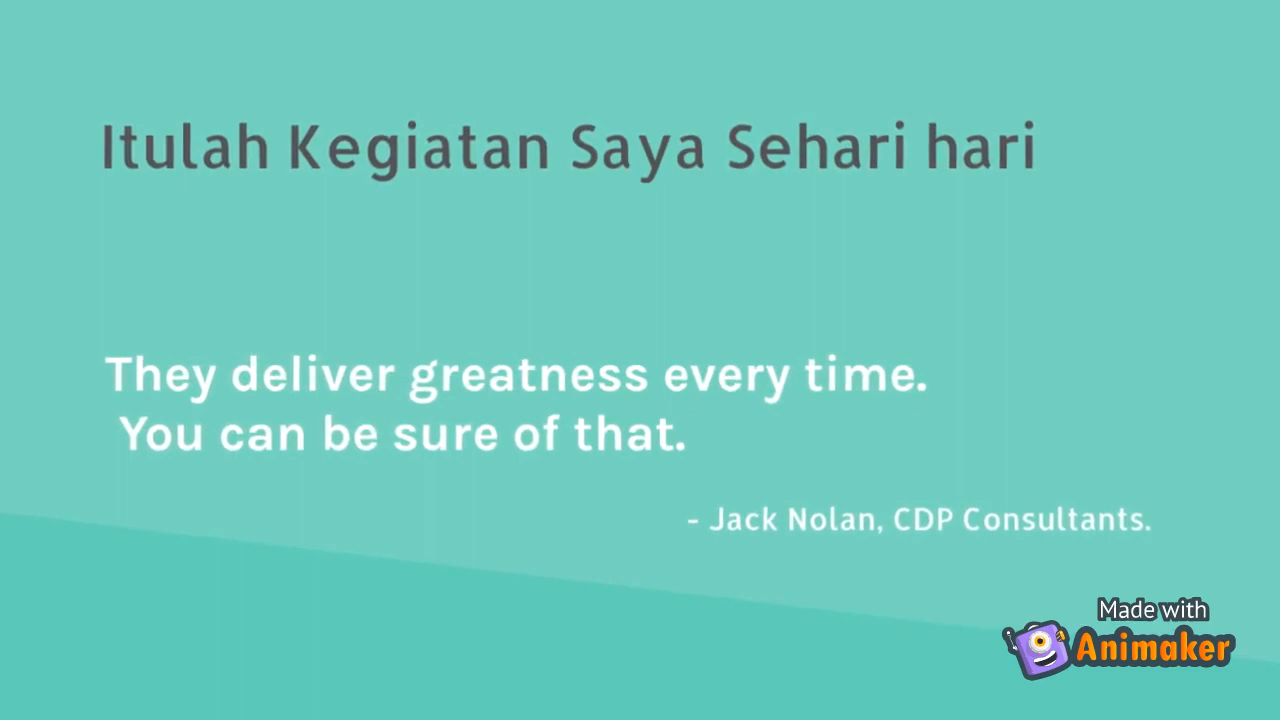 Itulah Kegiatan Saya Sehari hari
They deliver greatness every time.
You can be sure of that.
- Jack Nolan, CDP Consultants.
Made with
Animaker